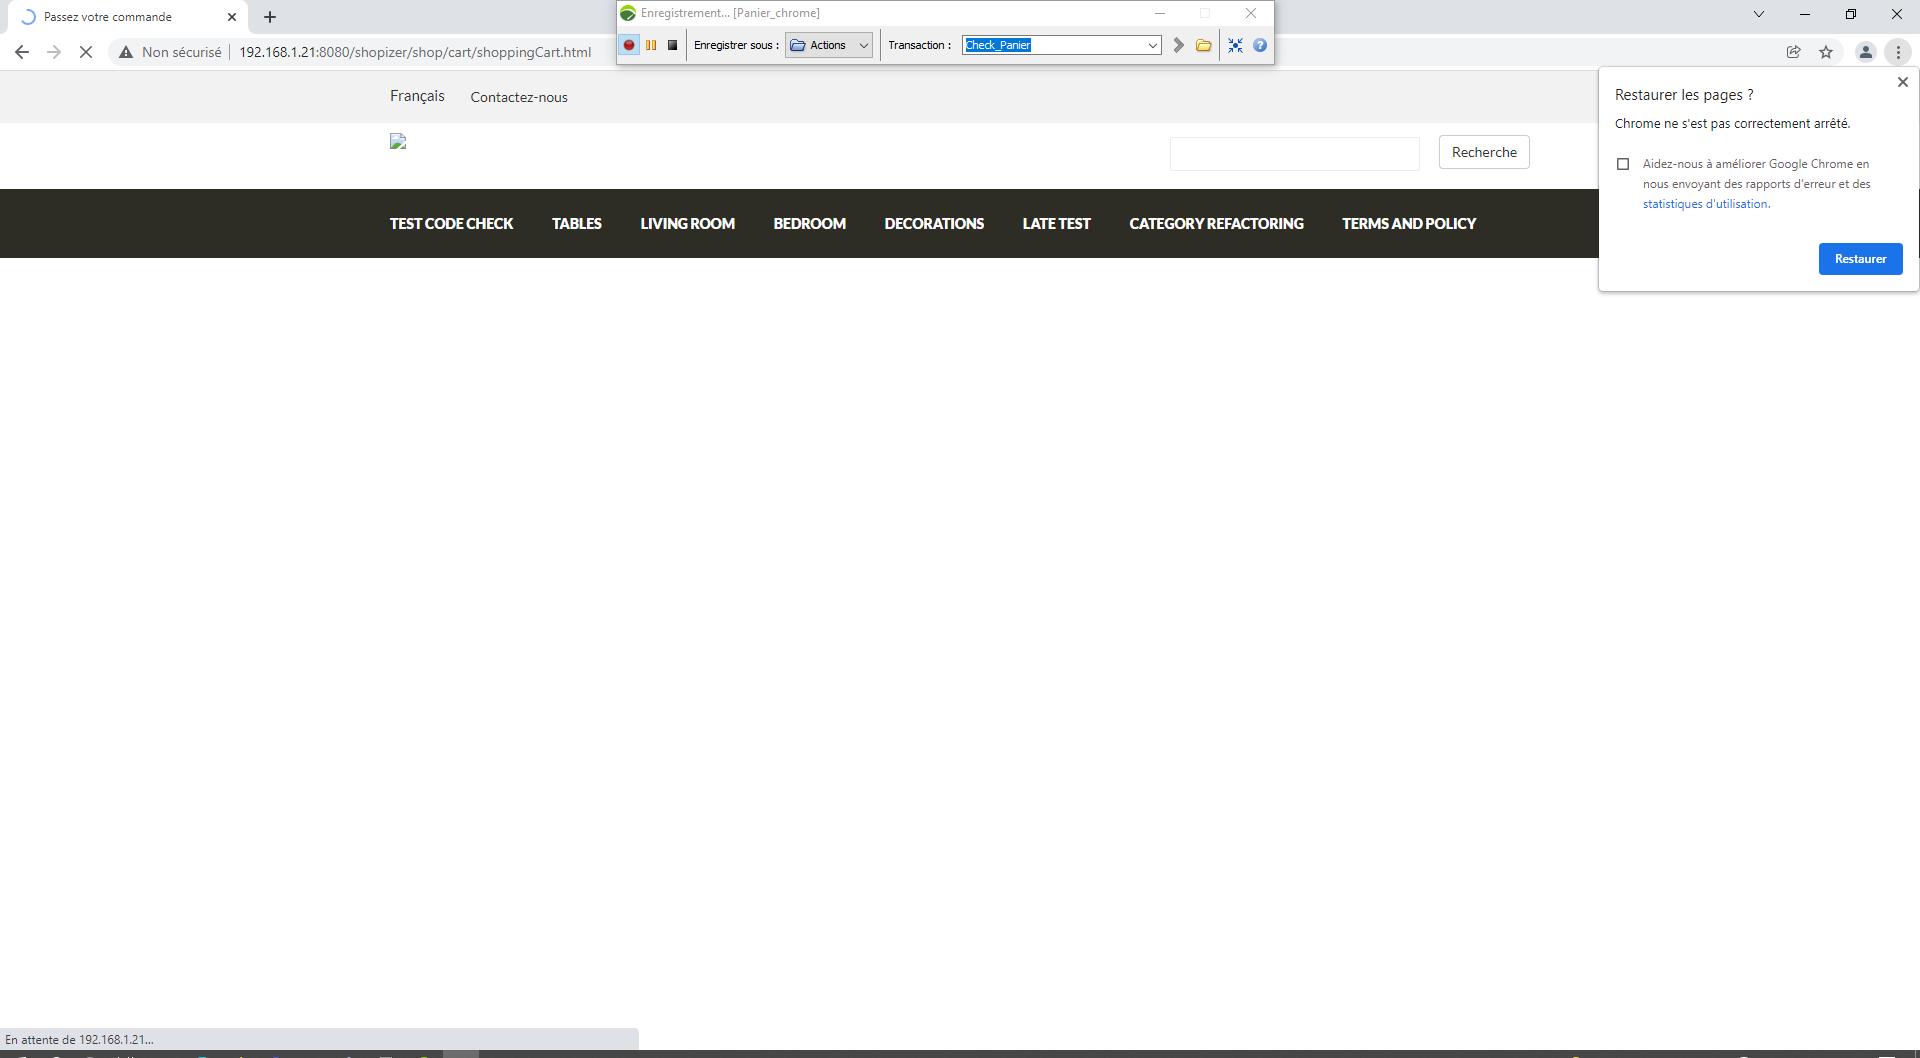 Passez votre commande
Enregistrement... [Panier_chrome]
Enregistrer sous :
Actions
Transaction :
Check_Panier
Non sécurisé
192.168.1.21:8080/shopizer/shop/cart/shoppingCart.html
Français
Contactez-nous
Recherche
TEST CODE CHECK
TABLES
LIVING ROOM
BEDROOM
DECORATIONS
LATE TEST
CATEGORY REFACTORING
TERMS AND POLICY
Restaurer les pages ?
Chrome ne s'est pas correctement arrêté.
Aidez-nous à améliorer Google Chrome en
nous envoyant des rapports d'erreur et des
statistiques d'utilisation.
Restaurer
En attente de 192.168.1.21...